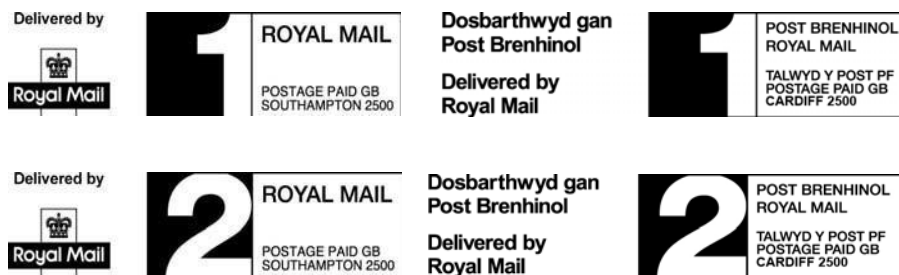 Delivered by
Royal Mail
1
ROYAL MAIL
POSTAGE PAID GB
SOUTHAMPTON 2500
Dosbarthwyd gan
Post Brenhinol
Delivered by
Royal Mail
1
POST BRENHINOL
ROYAL MAIL
TALWYD Y POST PF
POSTAGE PAID GB
CARDIFF 2500
Delivered by
Royal Mail
2
ROYAL MAIL
POSTAGE PAID GB
SOUTHAMPTON 2500
Dosbarthwyd gan
Post Brenhinol
Delivered by
Royal Mail
2
POST BRENHINOL
ROYAL MAIL
TALWYD Y POST PF
POSTAGE PAID GB
CARDIFF 2500